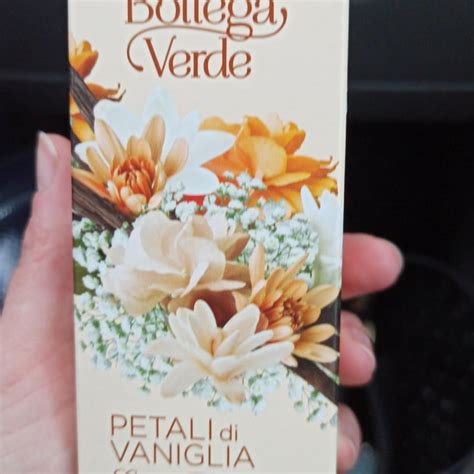 Bottega
Verde
PETALI di
VANIGLIA